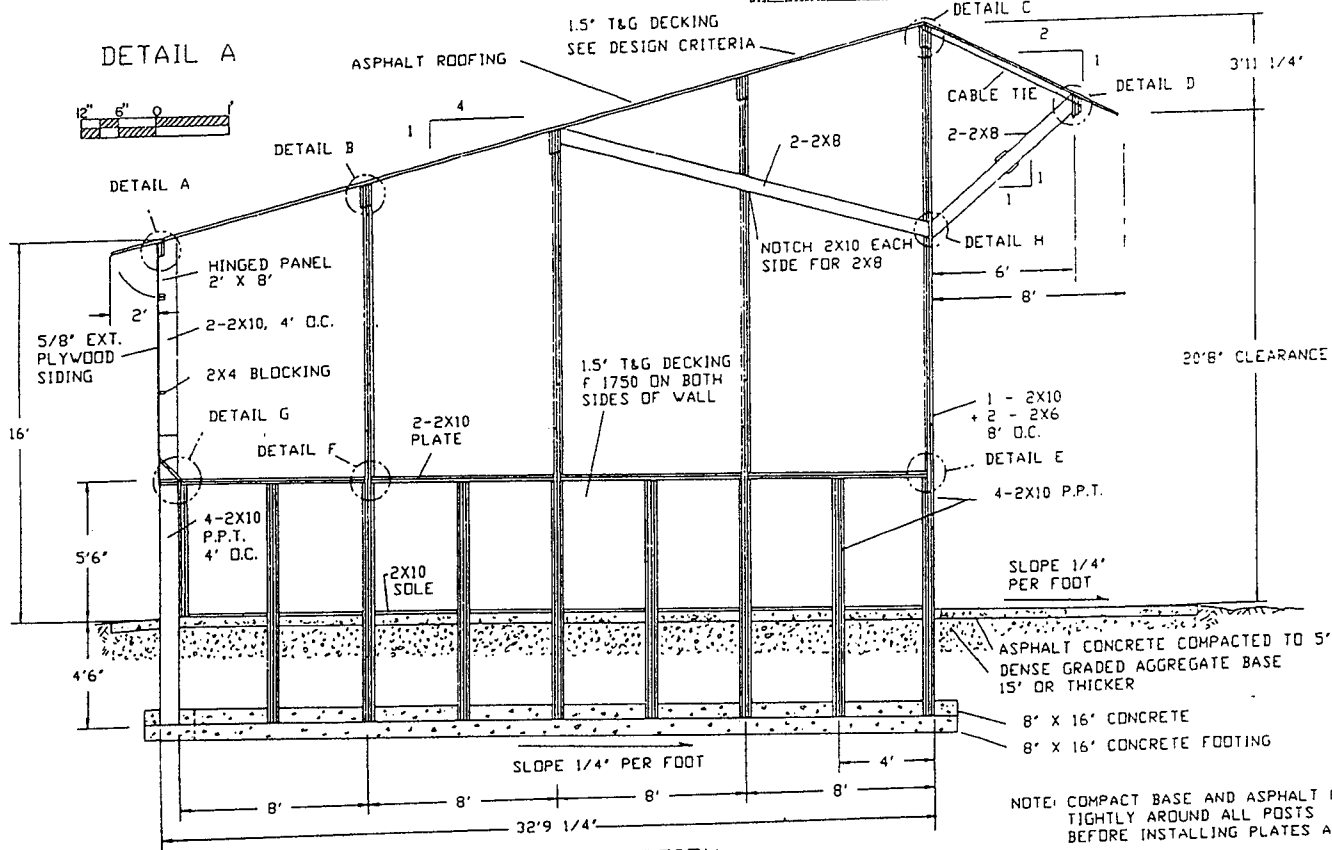 DETAIL A
12" 6" 0 1'
1.5" T&G DECKING
SEE DESIGN CRITERIA
ASPHALT ROOFING
4
1
DETAIL C
2
1
3'11 1/4"
CABLE TIE
DETAIL D
DETAIL B
DETAIL A
2-2X8
2-2X8
1
1
DETAIL H
NOTCH 2X10 EACH
SIDE FOR 2X8
6'
8'
HINGED PANEL
2' X 8'
2'
5/8" EXT.
PLYWOOD
SIDING
2-2X10, 4' O.C.
2X4 BLOCKING
20'8" CLEARANCE
16'
1.5" T&G DECKING
F 1750 ON BOTH
SIDES OF WALL
1 - 2X10
+ 2 - 2X6
8' O.C.
DETAIL G
DETAIL F
2-2X10
PLATE
DETAIL E
4-2X10
P.P.T.
4' O.C.
4-2X10 P.P.T.
5'6"
2X10
SOLE
SLOPE 1/4"
PER FOOT
4'6"
ASPHALT CONCRETE COMPACTED TO 5"
DENSE GRADED AGGREGATE BASE
15" OR THICKER
8" X 16" CONCRETE
8" X 16" CONCRETE FOOTING
SLOPE 1/4" PER FOOT
4'
8'
8'
8'
8'
32'9 1/4"
NOTE: COMPACT BASE AND ASPHALT
TIGHTLY AROUND ALL POSTS
BEFORE INSTALLING PLATES A